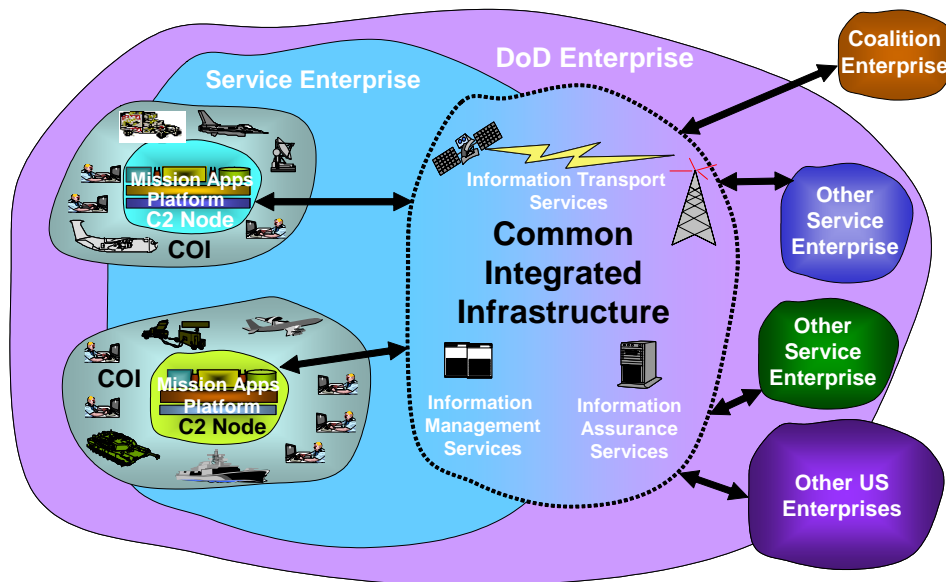 DoD Enterprise
Service Enterprise
Coalition
Enterprise
Mission Apps
Platform
C2 Node
COI
Information Transport
Services
Common
Integrated
Infrastructure
Other
Service
Enterprise
COI
Mission Apps
Platform
C2 Node
Information
Management
Services
Information
Assurance
Services
Other
Service
Enterprise
Other US
Enterprises